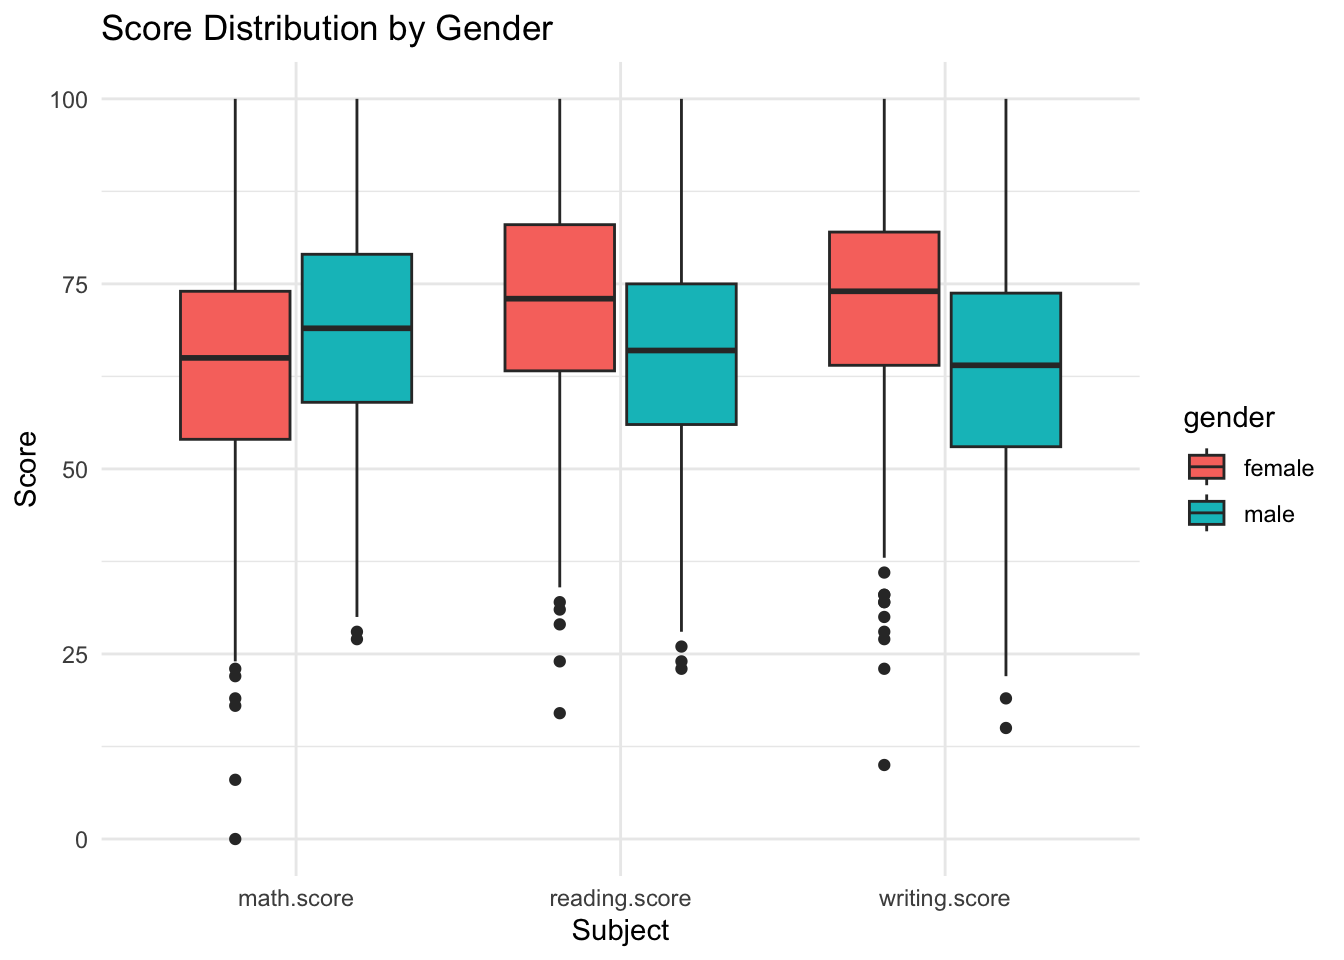 Score Distribution by Gender
100
75
50
25
0
Score
math.score
reading.score
writing.score
Subject
gender
female
male